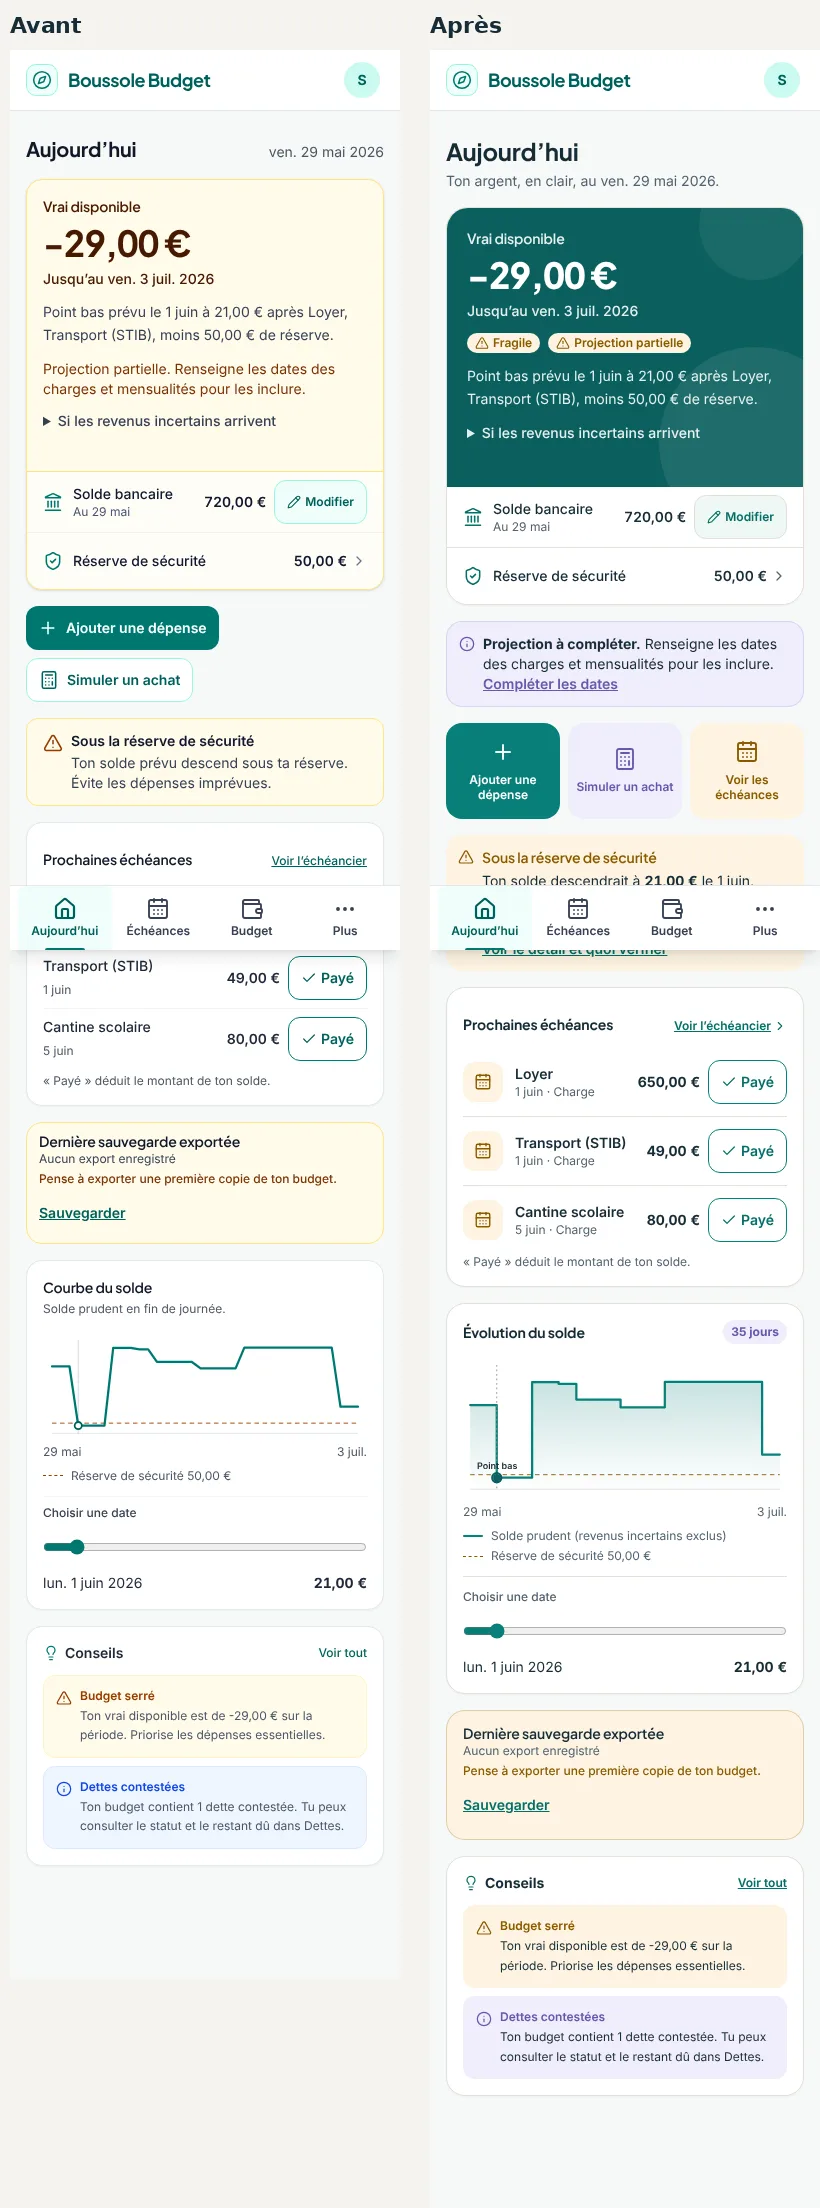 Avant
Boussole Budget
S
Aujourd’hui
ven. 29 mai 2026
Vrai disponible
−29,00 €
Jusqu’au ven. 3 juil. 2026
Point bas prévu le 1 juin à 21,00 € après Loyer,
Transport (STIB), moins 50,00 € de réserve.
Projection partielle. Renseigne les dates des
charges et mensualités pour les inclure.
Si les revenus incertains arrivent
Solde bancaire
Au 29 mai
720,00 €
Modifier
Réserve de sécurité
50,00 €
Ajouter une dépense
Simuler un achat
Sous la réserve de sécurité
Ton solde prévu descend sous ta réserve.
Évite les dépenses imprévues.
Prochaines échéances
Voir l’échéancier
Aujourd’hui
Échéances
Budget
Plus
Transport (STIB)
1 juin
49,00 €
Payé
Cantine scolaire
5 juin
80,00 €
Payé
« Payé » déduit le montant de ton solde.
Dernière sauvegarde exportée
Aucun export enregistré
Pense à exporter une première copie de ton budget.
Sauvegarder
Courbe du solde
Solde prudent en fin de journée.
29 mai
3 juil.
Réserve de sécurité 50,00 €
Choisir une date
lun. 1 juin 2026
21,00 €
Conseils
Voir tout
Budget serré
Ton vrai disponible est de -29,00 € sur la
période. Priorise les dépenses essentielles.
Dettes contestées
Ton budget contient 1 dette contestée. Tu peux
consulter le statut et le restant dû dans Dettes.
Après
Boussole Budget
S
Aujourd’hui
Ton argent, en clair, au ven. 29 mai 2026.
Vrai disponible
−29,00 €
Jusqu’au ven. 3 juil. 2026
Fragile
Projection partielle
Point bas prévu le 1 juin à 21,00 € après Loyer,
Transport (STIB), moins 50,00 € de réserve.
Si les revenus incertains arrivent
Solde bancaire
Au 29 mai
720,00 €
Modifier
Réserve de sécurité
50,00 €
Projection à compléter. Renseigne les dates
des charges et mensualités pour les inclure.
Compléter les dates
Ajouter une
dépense
Simuler un achat
Voir les
échéances
Sous la réserve de sécurité
Ton solde descendrait à 21,00 € le 1 juin.
Aujourd’hui
Échéances
Budget
Plus
Voir le détail et quoi vérifier
Prochaines échéances
Voir l’échéancier
Loyer
1 juin · Charge
650,00 €
Payé
Transport (STIB)
1 juin · Charge
49,00 €
Payé
Cantine scolaire
5 juin · Charge
80,00 €
Payé
« Payé » déduit le montant de ton solde.
Évolution du solde
35 jours
Point bas
29 mai
3 juil.
Solde prudent (revenus incertains exclus)
Réserve de sécurité 50,00 €
Choisir une date
lun. 1 juin 2026
21,00 €
Dernière sauvegarde exportée
Aucun export enregistré
Pense à exporter une première copie de ton budget.
Sauvegarder
Conseils
Voir tout
Budget serré
Ton vrai disponible est de -29,00 € sur la
période. Priorise les dépenses essentielles.
Dettes contestées
Ton budget contient 1 dette contestée. Tu peux
consulter le statut et le restant dû dans Dettes.